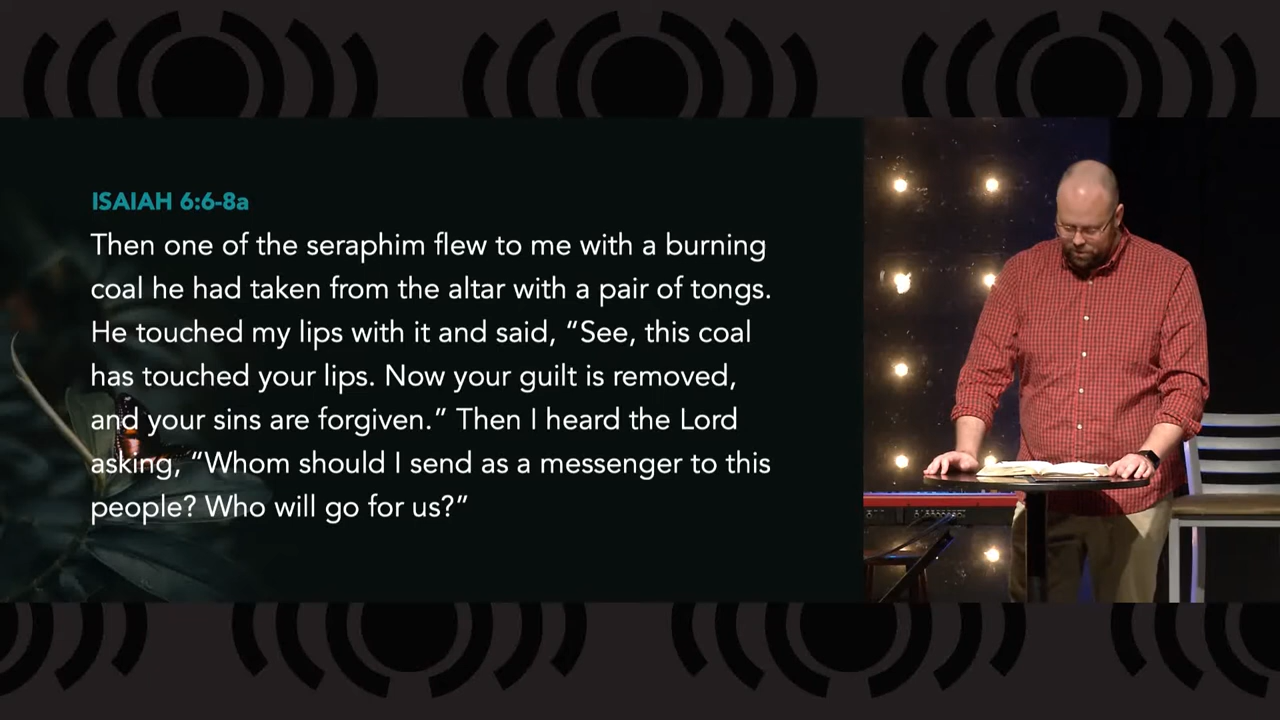 ISAIAH 6:6-8a
Then one of the seraphim flew to me with a burning
coal he had taken from the altar with a pair of tongs.
He touched my lips with it and said, “See, this coal
has touched your lips. Now your guilt is removed,
and your sins are forgiven.” Then I heard the Lord
asking, “Whom should I send as a messenger to this
people? Who will go for us?”